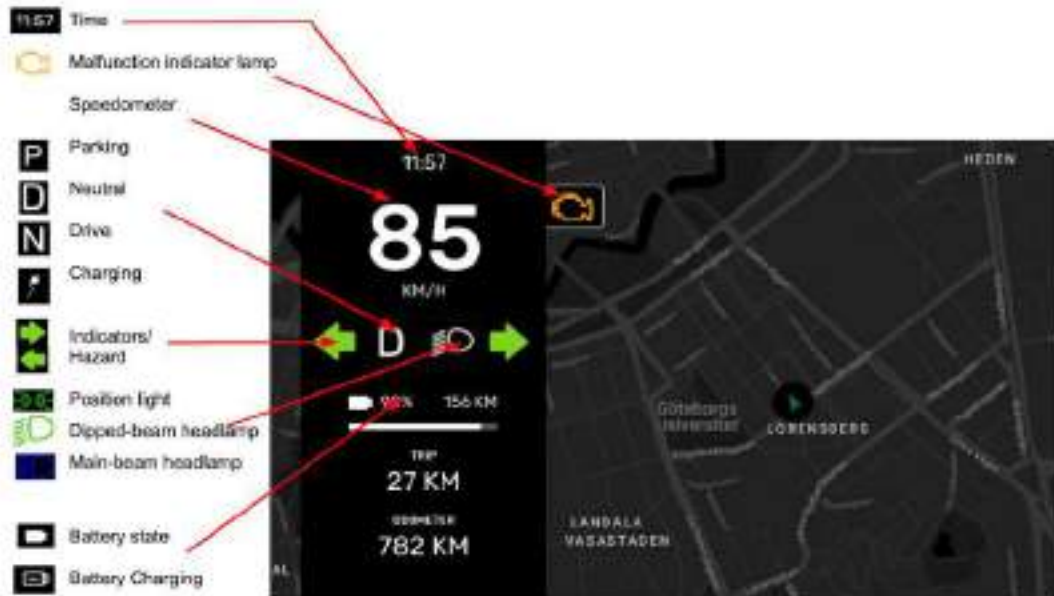 11:57 Time
Malfunction indicator lamp
Speedometer
P Parking
D Neutral
N Drive
Charging
Indicators/
Hazard
Position light
Dipped-beam headlamp
Main-beam headlamp
Battery state
Battery Charging
11:57
85
KM/H
D
156 KM
TRIP
27 KM
ODOMETER
782 KM
AL
HEDEN
Göteborgs
LORENSBERG
LANDALA
VASASTADEN